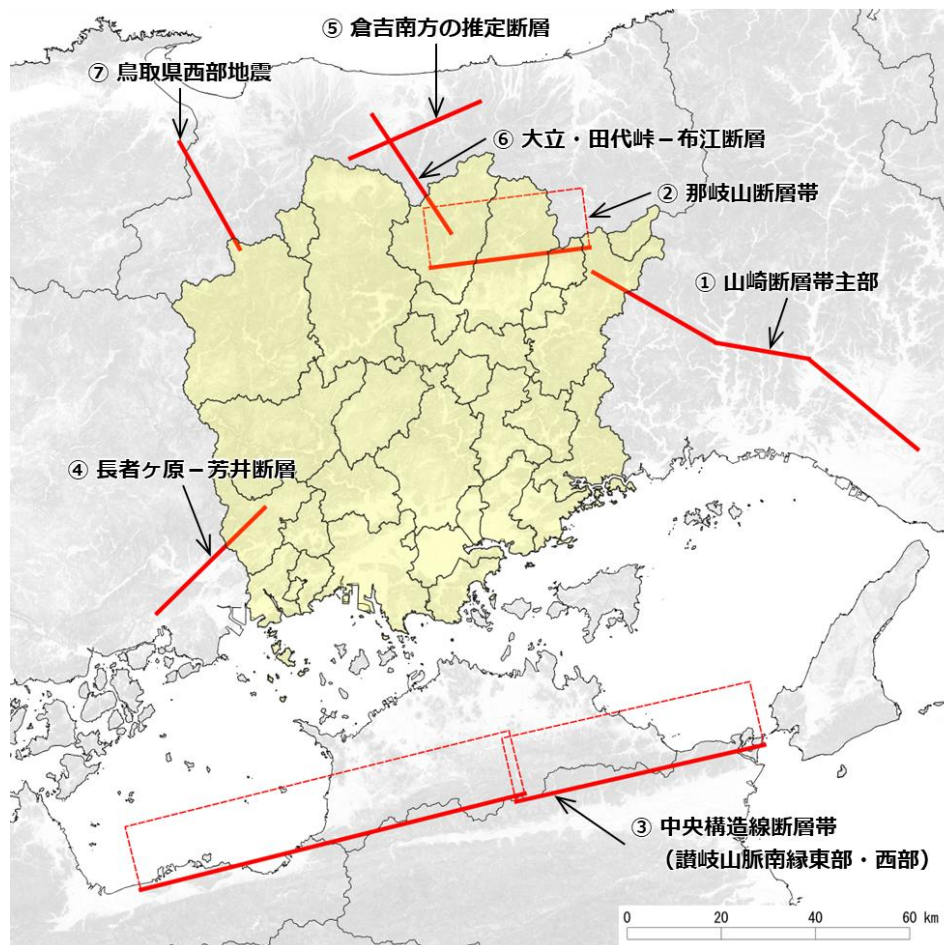 ⑤ 倉吉南方の推定断層
⑦ 鳥取県西部地震
⑥ 大立・田代峠－布江断層
② 那岐山断層帯
① 山崎断層帯主部
④ 長者ヶ原－芳井断層
③ 中央構造線断層帯
（讃岐山脈南縁東部・西部）
0 20 40 60 km